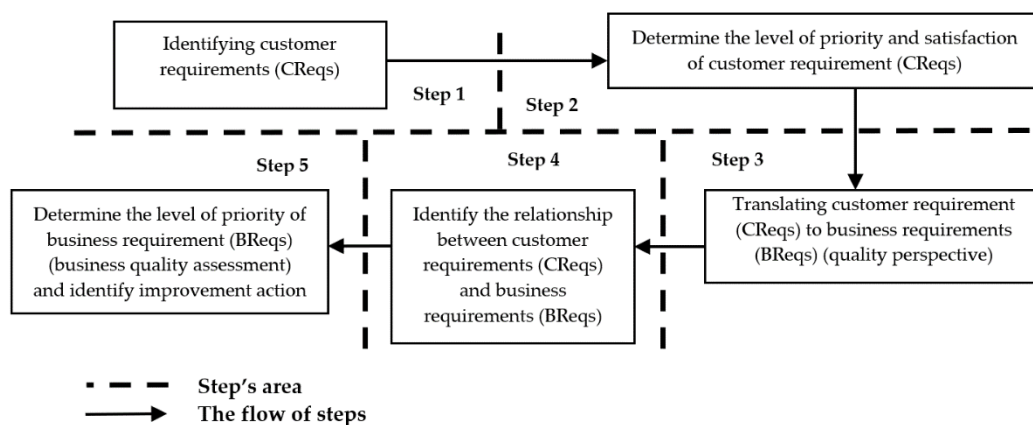 Identifying customer
requirements (CReqs)
Step 1
Step 2
Determine the level of priority and satisfaction
of customer requirement (CReqs)
Step 3
Translating customer requirement
(CReqs) to business requirements
(BReqs) (quality perspective)
Step 4
Identify the relationship
between customer
requirements (CReqs)
and business
requirements (BReqs)
Step 5
Determine the level of priority of
business requirement (BReqs)
(business quality assessment)
and identify improvement action
Step's area
The flow of steps